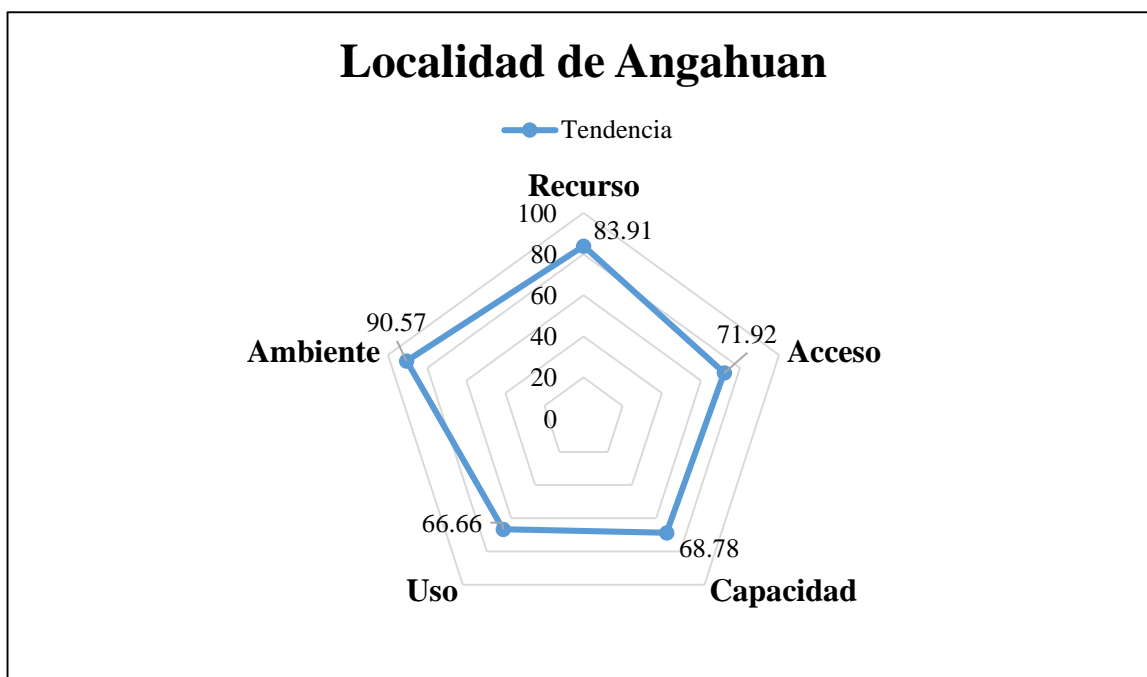 Localidad de Angahuan
Tendencia
Recurso
100
83.91
80
60
40
20
0
90.57
Ambiente
71.92
Acceso
66.66
68.78
Uso
Capacidad